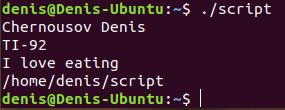 denis@Denis-Ubuntu:~$ ./script
Chernousov Denis
TI-92
I love eating
/home/denis/script
denis@Denis-Ubuntu:~$